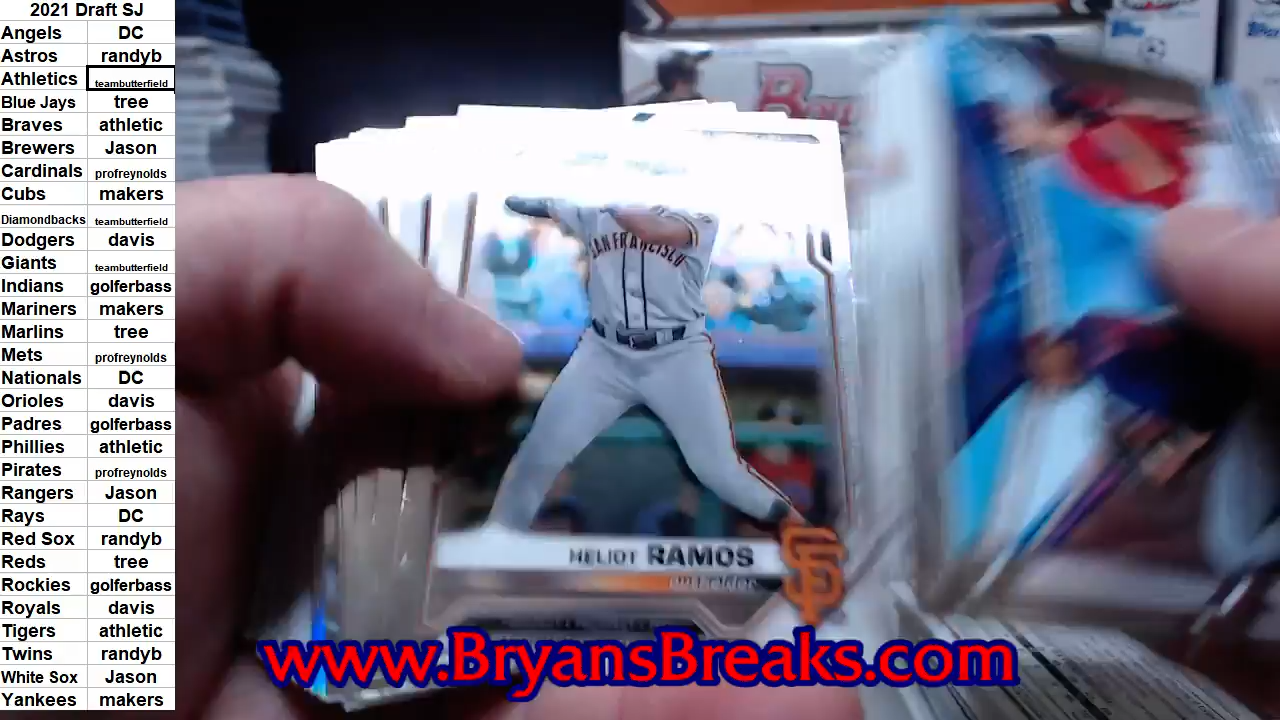 2021 Draft SJ
Angels DC
Astros randyb
Athletics teambutterfield
Blue Jays tree
Braves athletic
Brewers Jason
Cardinals profreynolds
Cubs makers
Diamondbacks teambutterfield
Dodgers davis
Giants teambutterfield
Indians golferbass
Mariners makers
Marlins tree
Mets profreynolds
Nationals DC
Orioles davis
Padres golferbass
Phillies athletic
Pirates profreynolds
Rangers Jason
Rays DC
Red Sox randyb
Reds tree
Rockies golferbass
Royals davis
Tigers athletic
Twins randyb
White Sox Jason
Yankees makers
Topps
SAN FRANCISCO
HELIOT RAMOS
SF
www.BryansBreaks.com